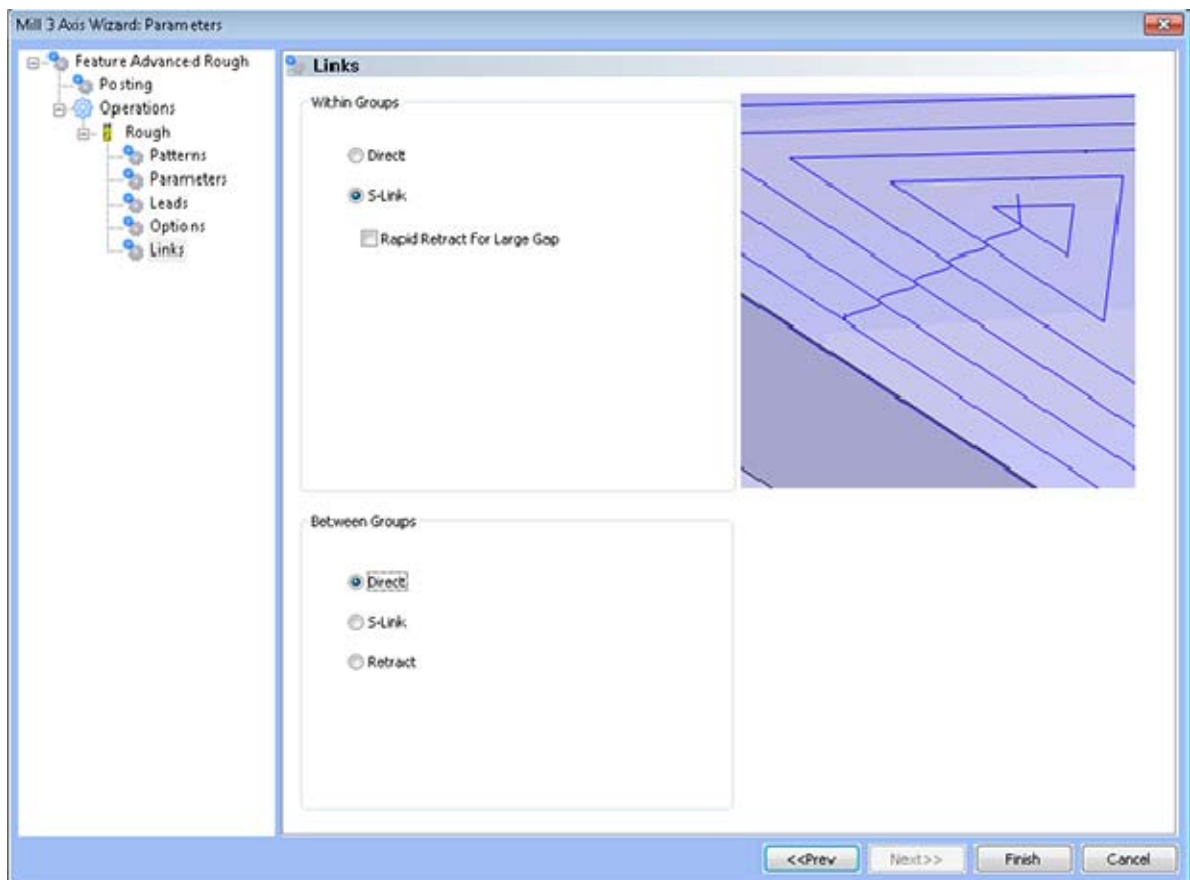 Mill 3 Axis Wizard: Parameters
Feature Advanced Rough
Posting
Operations
Rough
Patterns
Parameters
Leads
Options
Links
Links
Within Groups
Direct
S-Link
Rapid Retract For Large Gap
Between Groups
Direct
S-Link
Retract
<<Prev
Next>>
Finish
Cancel